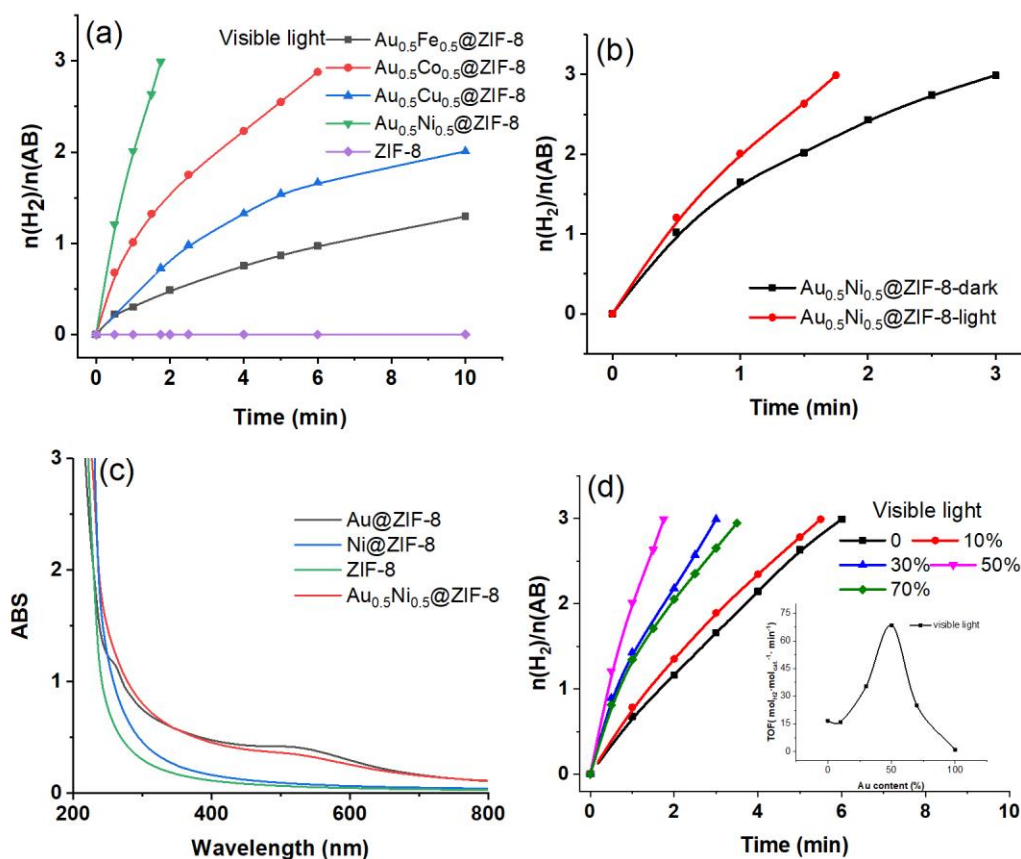 (a)
Visible light
Au0.5Fe0.5@ZIF-8
Au0.5Co0.5@ZIF-8
Au0.5Cu0.5@ZIF-8
Au0.5Ni0.5@ZIF-8
ZIF-8
n(H2)/n(AB)
3
2
1
0
0 2 4 6 8 10
Time (min)
(b)
n(H2)/n(AB)
3
2
1
0
Au0.5Ni0.5@ZIF-8-dark
Au0.5Ni0.5@ZIF-8-light
0 1 2 3
Time (min)
(c)
ABS
3
2
1
0
Au@ZIF-8
Ni@ZIF-8
ZIF-8
Au0.5Ni0.5@ZIF-8
200 300 400 500 600 700 800
Wavelength (nm)
(d)
n(H2)/n(AB)
3
2
1
0
Visible light
0 10%
30% 50%
70%
visible light
TOF( molH2·molcat-1· min-1)
75
60
45
30
15
0
0 50 100
Au content (%)
0 2 4 6 8 10
Time (min)